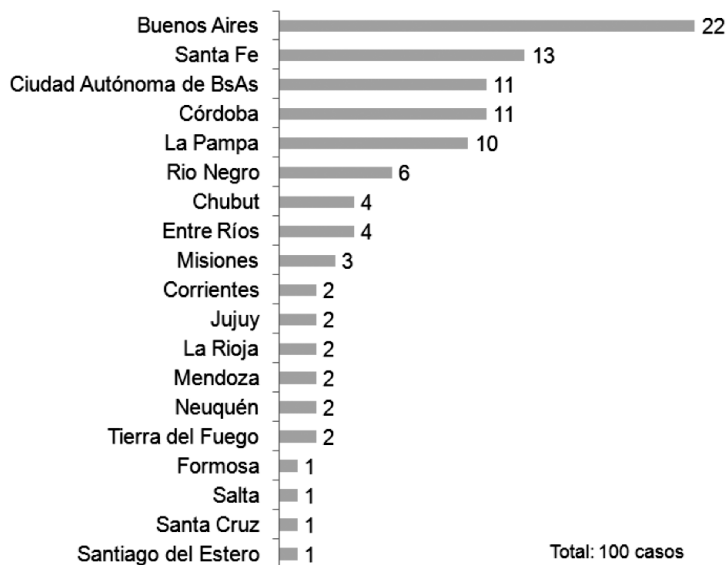 Buenos Aires 22
Santa Fe 13
Ciudad Autónoma de BsAs 11
Córdoba 11
La Pampa 10
Rio Negro 6
Chubut 4
Entre Ríos 4
Misiones 3
Corrientes 2
Jujuy 2
La Rioja 2
Mendoza 2
Neuquén 2
Tierra del Fuego 2
Formosa 1
Salta 1
Santa Cruz 1
Santiago del Estero 1
Total: 100 casos